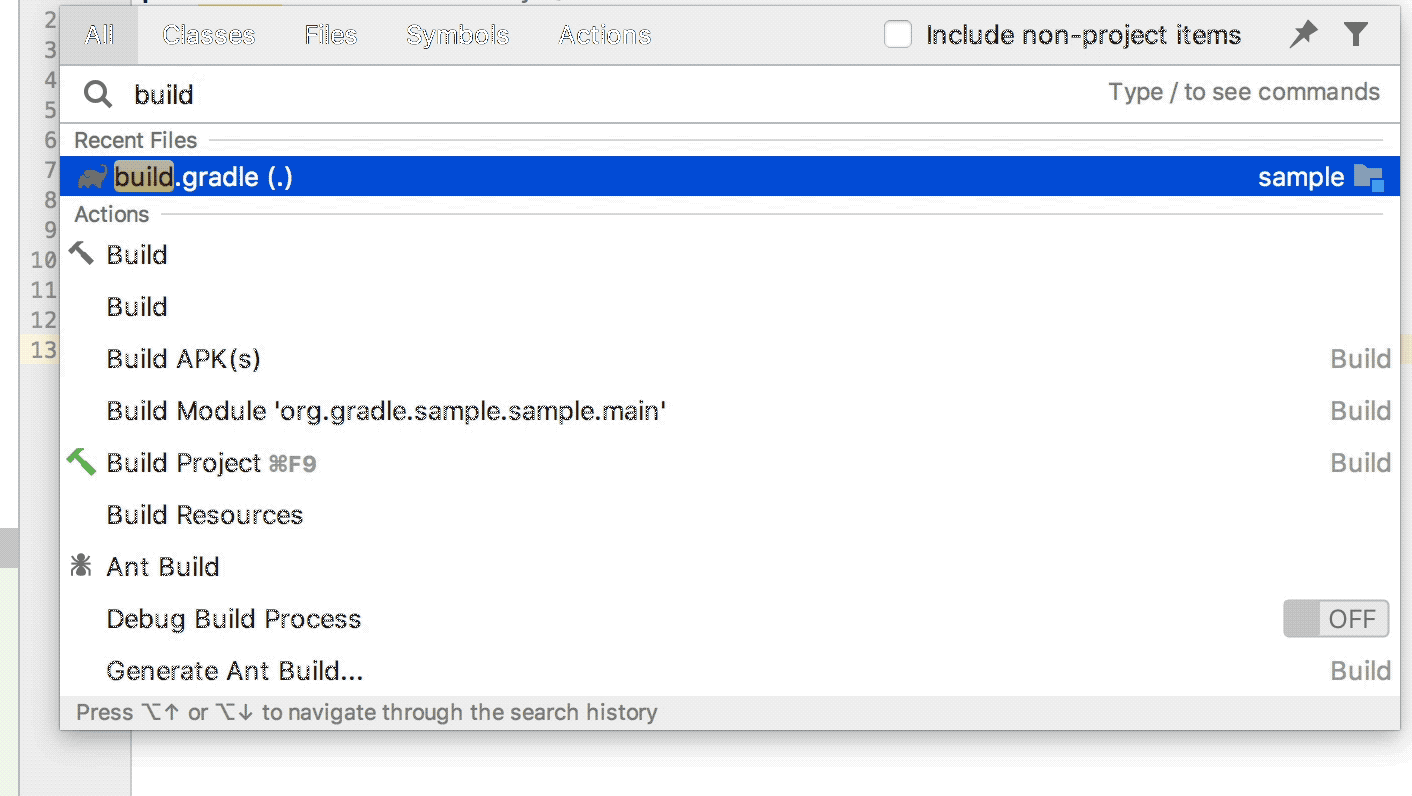 2
3
4
5
6
7
8
9
10
11
12
13
All Classes Files Symbols Actions Include non-project items
build Type / to see commands
Recent Files
build.gradle (.) sample
Actions
Build
Build
Build APK(s) Build
Build Module 'org.gradle.sample.sample.main' Build
Build Project ⌘F9 Build
Build Resources
Ant Build
Debug Build Process OFF
Generate Ant Build... Build
Press ⌥↑ or ⌥↓ to navigate through the search history